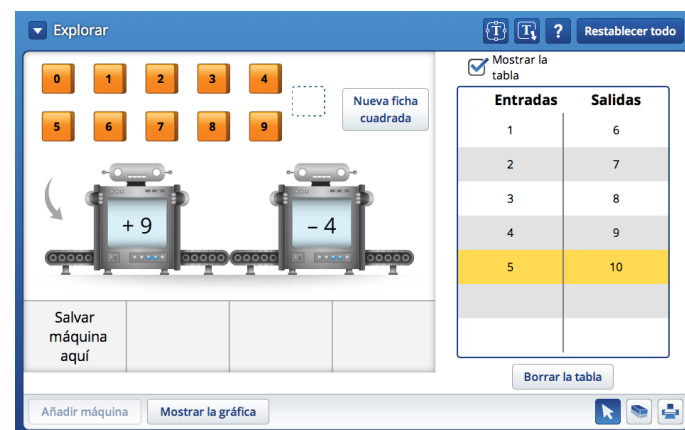 Explorar
T T ? Restablecer todo
0 1 2 3 4
5 6 7 8 9
Nueva ficha
cuadrada
+ 9
– 4
Salvar
máquina
aquí
Mostrar la
tabla
Entradas Salidas
1 6
2 7
3 8
4 9
5 10
Borrar la tabla
Añadir máquina Mostrar la gráfica